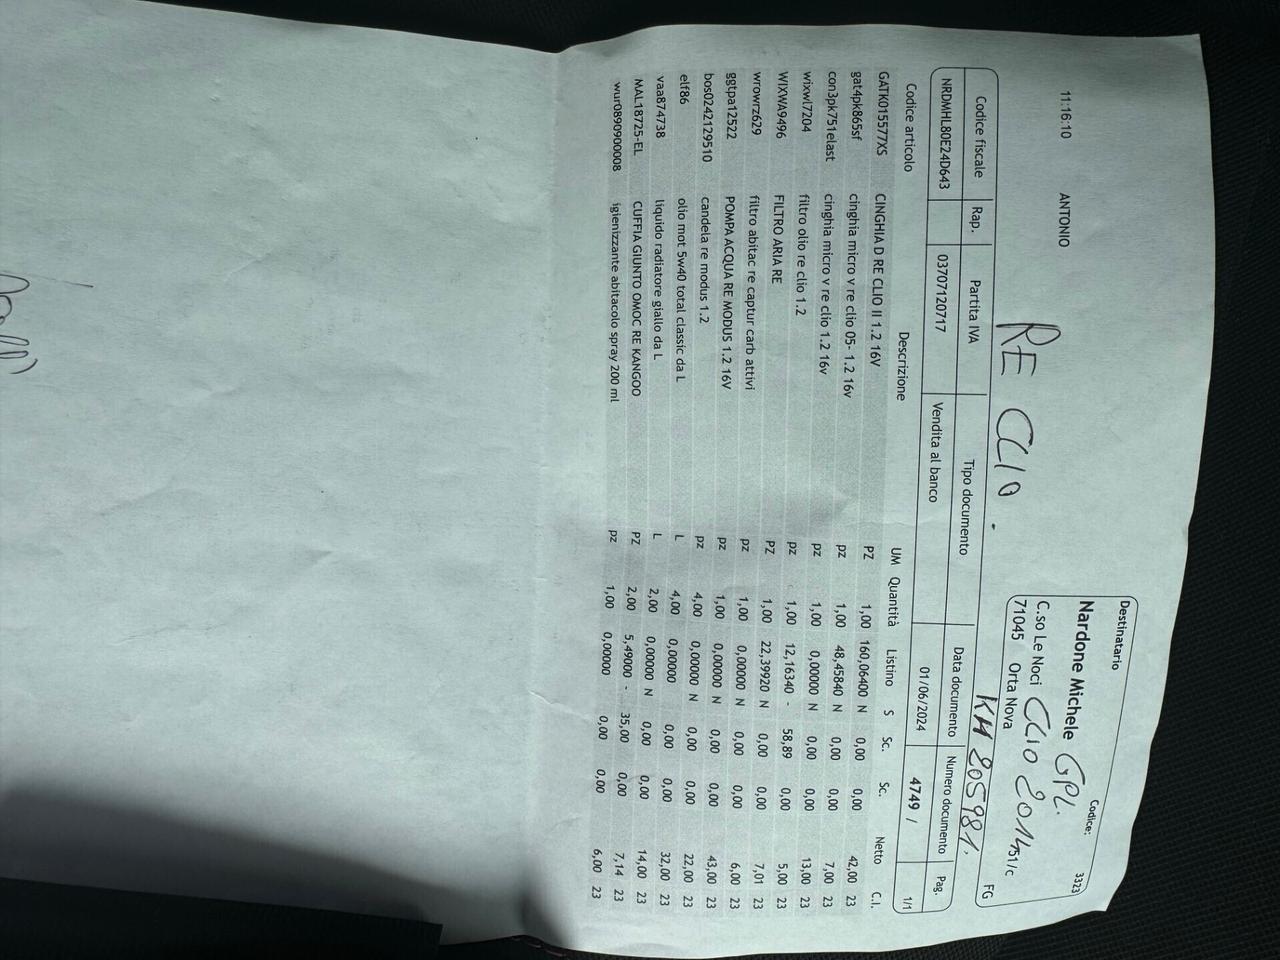 Destinatario
Codice: 3323
Nardone Michele GPL.
C.so Le Noci CLIO 2014 51/c
71045 Orta Nova FG
11:16:10 ANTONIO
RE CLIO.
KM 205981.
Codice fiscale Rap. Partita IVA Tipo documento Data documento Numero documento Pag.
NRDMHL80E24D643 03707120717 Vendita al banco 01/06/2024 4749 / 1/1
Codice articolo Descrizione UM Quantità Listino S Sc. Sc. Netto C.I.
GATK015577XS CINGHIA D RE CLIO II 1.2 16V PZ 1,00 160,06400 N 0,00 0,00 42,00 23
gat4pk865sf cinghia micro v re clio 05- 1.2 16v pz 1,00 48,45840 N 0,00 0,00 7,00 23
con3pk751elast cinghia micro v re clio 1.2 16v pz 1,00 0,00000 N 0,00 0,00 13,00 23
wixwl7204 filtro olio re clio 1.2 pz 1,00 12,16340 - 58,89 0,00 5,00 23
WIXWA9496 FILTRO ARIA RE PZ 1,00 22,39920 N 0,00 0,00 7,01 23
wrowrz629 filtro abitac re captur carb attivi pz 1,00 0,00000 N 0,00 0,00 6,00 23
ggtpa12522 POMPA ACQUA RE MODUS 1.2 16V pz 1,00 0,00000 N 0,00 0,00 43,00 23
bos0242129510 candela re modus 1.2 pz 4,00 0,00000 N 0,00 0,00 22,00 23
elf86 olio mot 5w40 total classic da L L 4,00 0,00000 0,00 0,00 32,00 23
vaa874738 liquido radiatore giallo da L L 2,00 0,00000 N 0,00 0,00 14,00 23
MAL18725-EL CUFFIA GIUNTO OMOC RE KANGOO PZ 2,00 5,49000 - 35,00 0,00 7,14 23
wur0890900008 igienizzante abitacolo spray 200 ml pz 1,00 0,00000 0,00 0,00 6,00 23